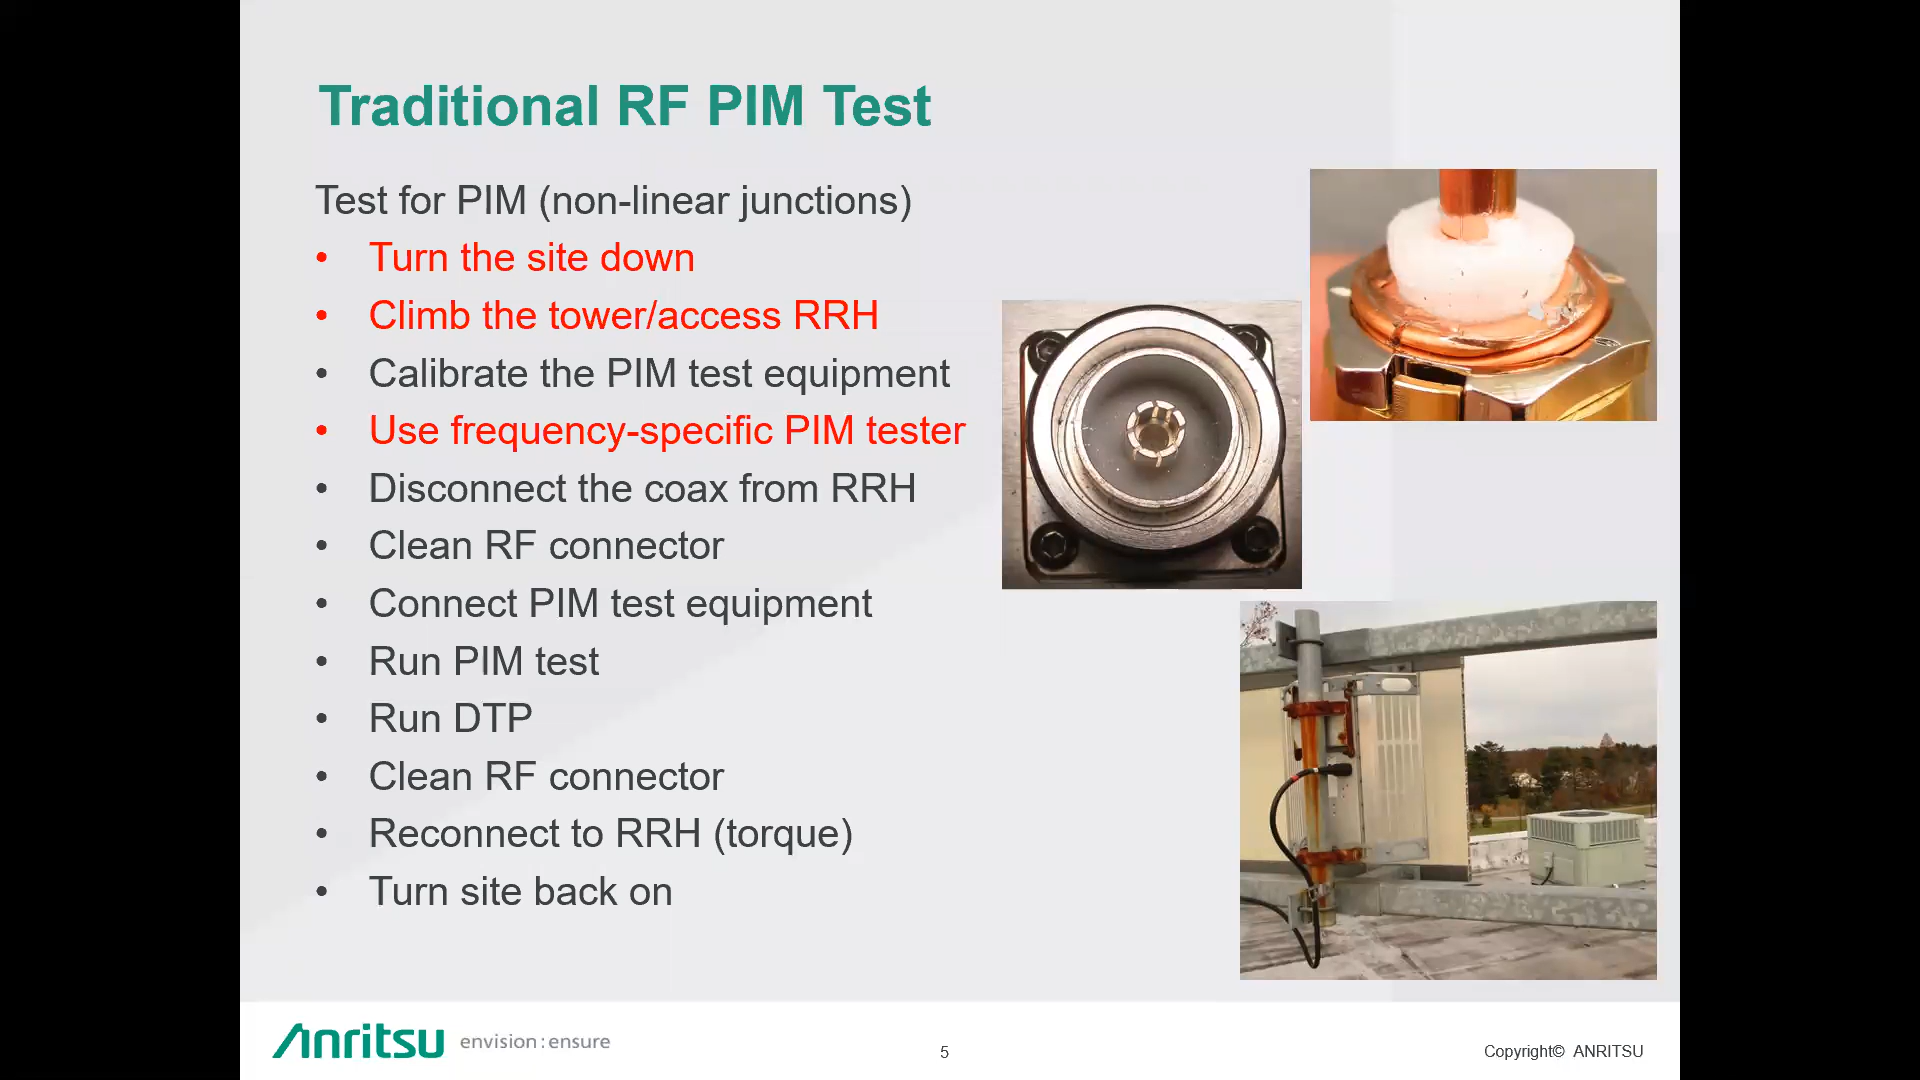 Traditional RF PIM Test
Test for PIM (non-linear junctions)
• Turn the site down
• Climb the tower/access RRH
• Calibrate the PIM test equipment
• Use frequency-specific PIM tester
• Disconnect the coax from RRH
• Clean RF connector
• Connect PIM test equipment
• Run PIM test
• Run DTP
• Clean RF connector
• Reconnect to RRH (torque)
• Turn site back on
Anritsu envision : ensure
5
Copyright© ANRITSU